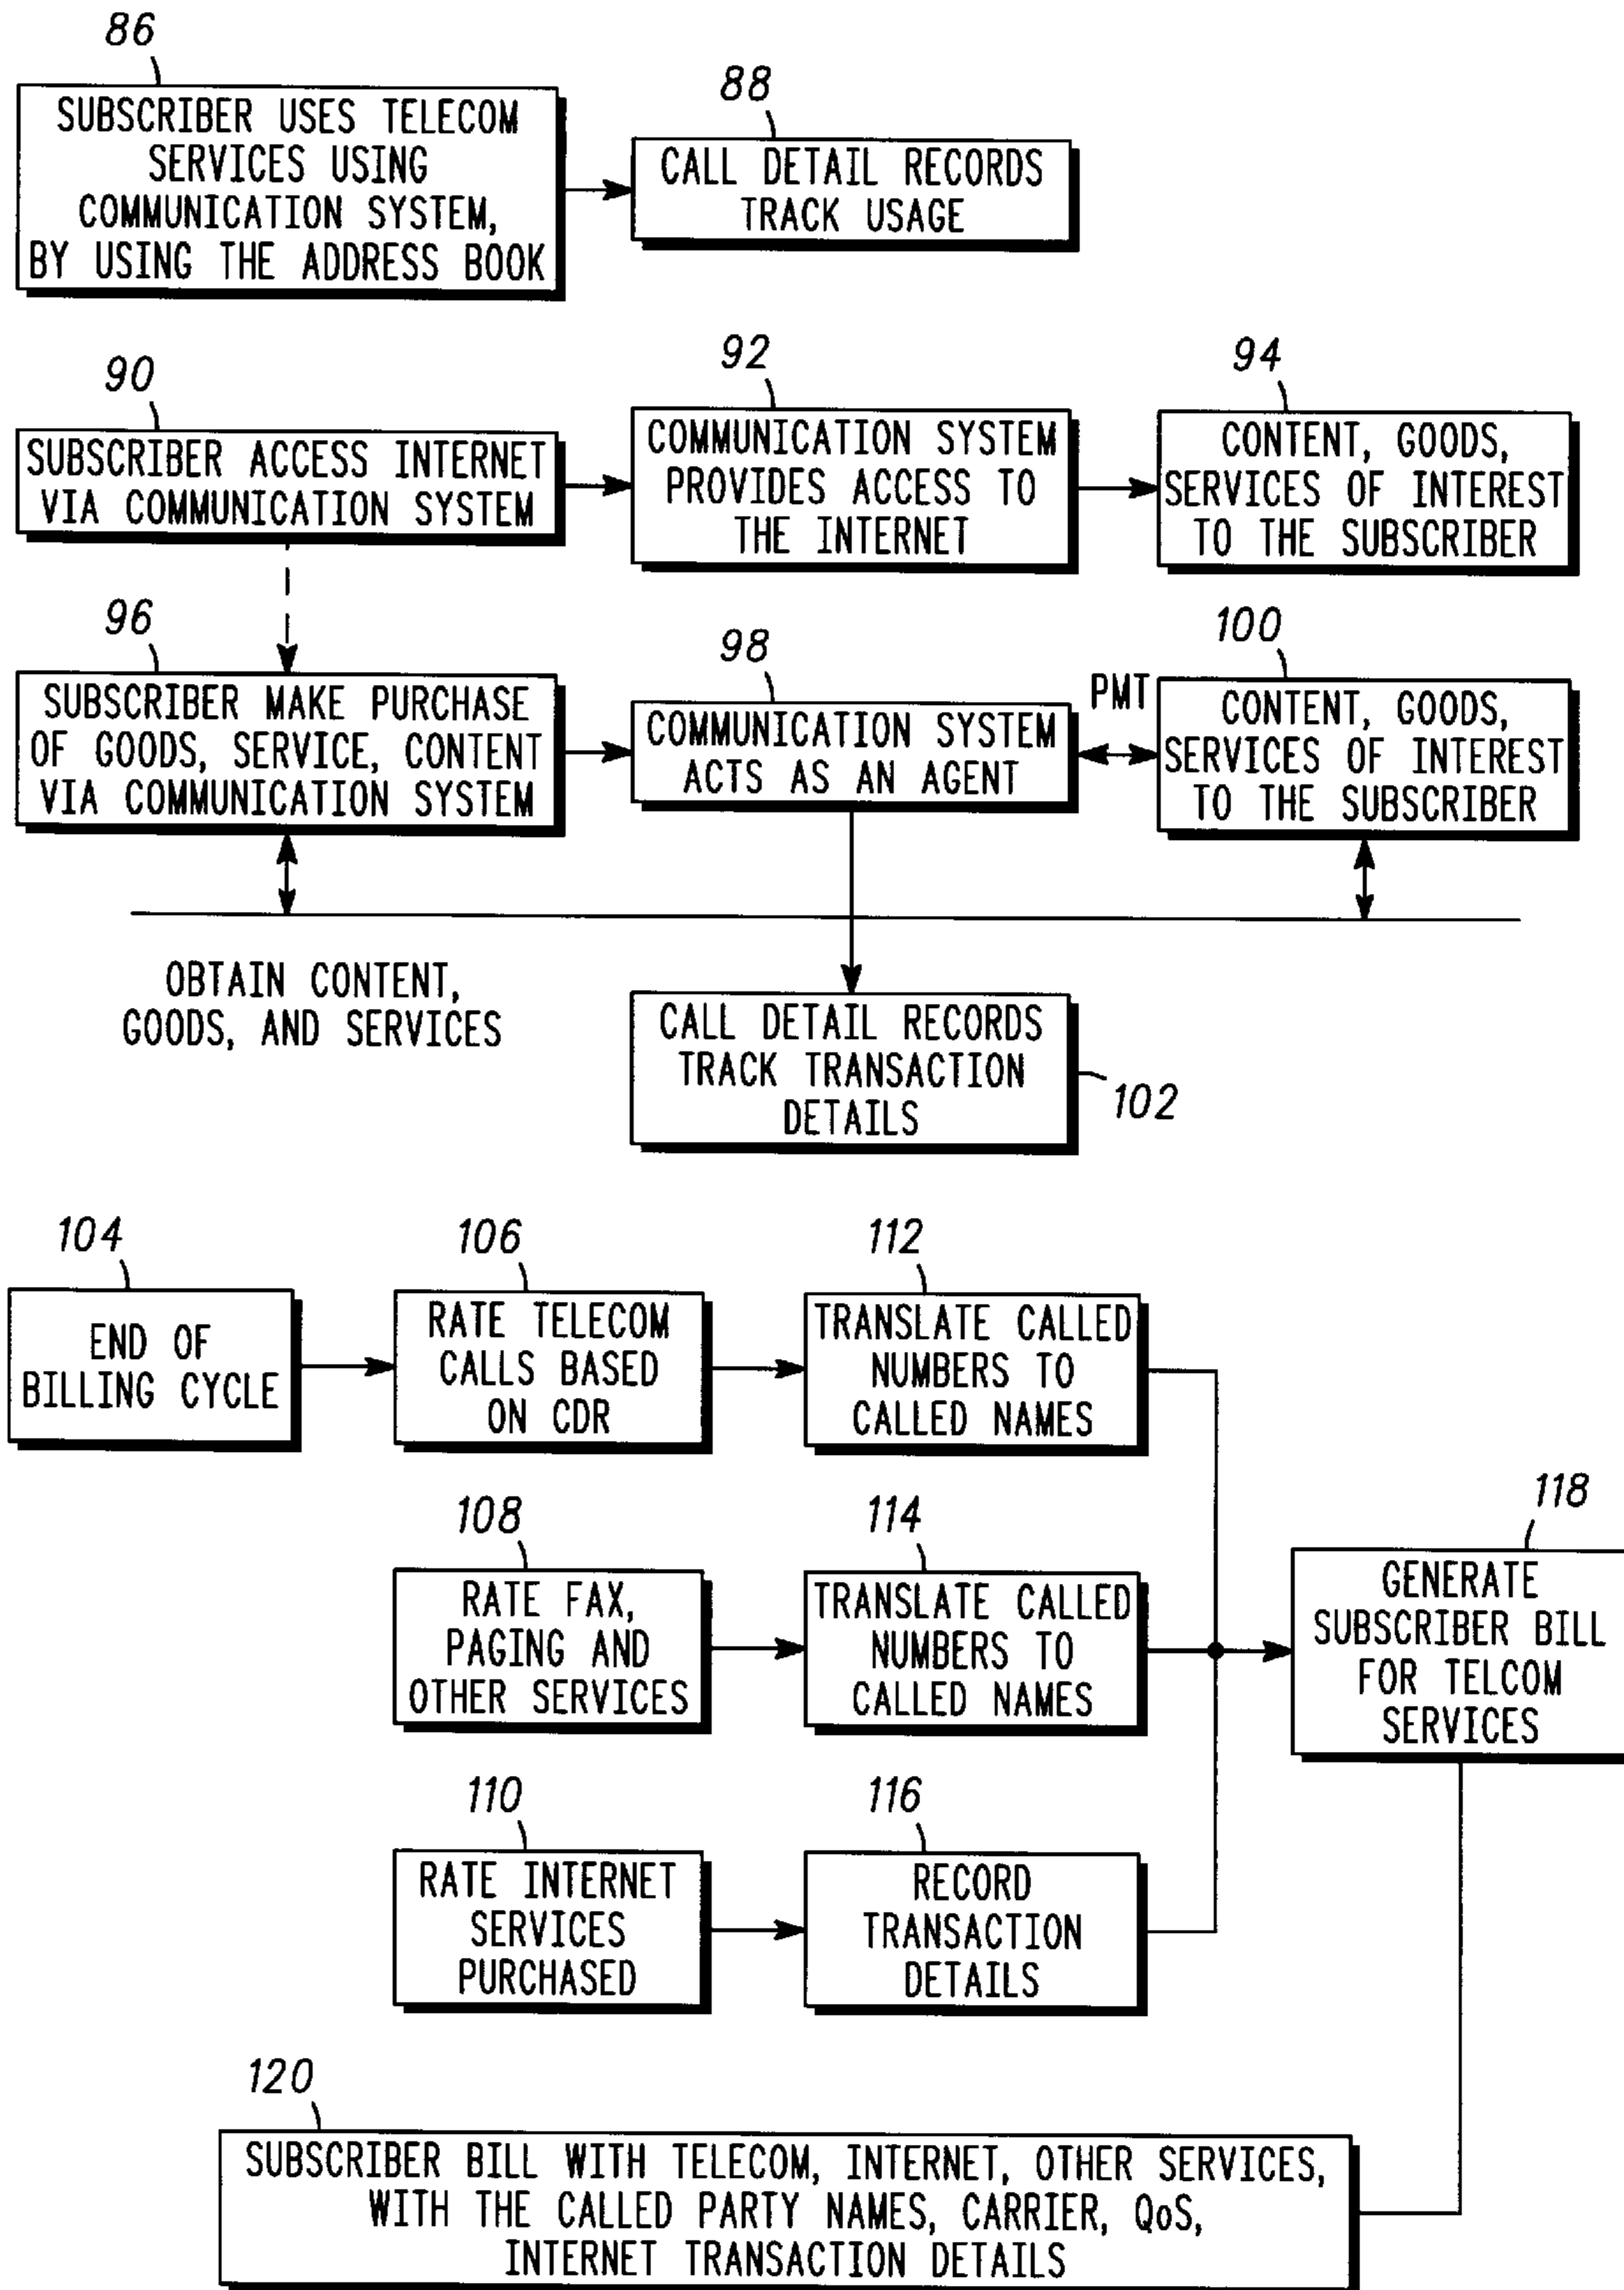 86
SUBSCRIBER USES TELECOM
SERVICES USING
COMMUNICATION SYSTEM,
BY USING THE ADDRESS BOOK
88
CALL DETAIL RECORDS
TRACK USAGE
90
SUBSCRIBER ACCESS INTERNET
VIA COMMUNICATION SYSTEM
92
COMMUNICATION SYSTEM
PROVIDES ACCESS TO
THE INTERNET
94
CONTENT, GOODS,
SERVICES OF INTEREST
TO THE SUBSCRIBER
96
SUBSCRIBER MAKE PURCHASE
OF GOODS, SERVICE, CONTENT
VIA COMMUNICATION SYSTEM
98
COMMUNICATION SYSTEM
ACTS AS AN AGENT
PMT
100
CONTENT, GOODS,
SERVICES OF INTEREST
TO THE SUBSCRIBER
OBTAIN CONTENT,
GOODS, AND SERVICES
CALL DETAIL RECORDS
TRACK TRANSACTION
DETAILS
102
104
END OF
BILLING CYCLE
106
RATE TELECOM
CALLS BASED
ON CDR
112
TRANSLATE CALLED
NUMBERS TO
CALLED NAMES
108
RATE FAX,
PAGING AND
OTHER SERVICES
114
TRANSLATE CALLED
NUMBERS TO
CALLED NAMES
118
GENERATE
SUBSCRIBER BILL
FOR TELCOM
SERVICES
110
RATE INTERNET
SERVICES
PURCHASED
116
RECORD
TRANSACTION
DETAILS
120
SUBSCRIBER BILL WITH TELECOM, INTERNET, OTHER SERVICES,
WITH THE CALLED PARTY NAMES, CARRIER, QoS,
INTERNET TRANSACTION DETAILS